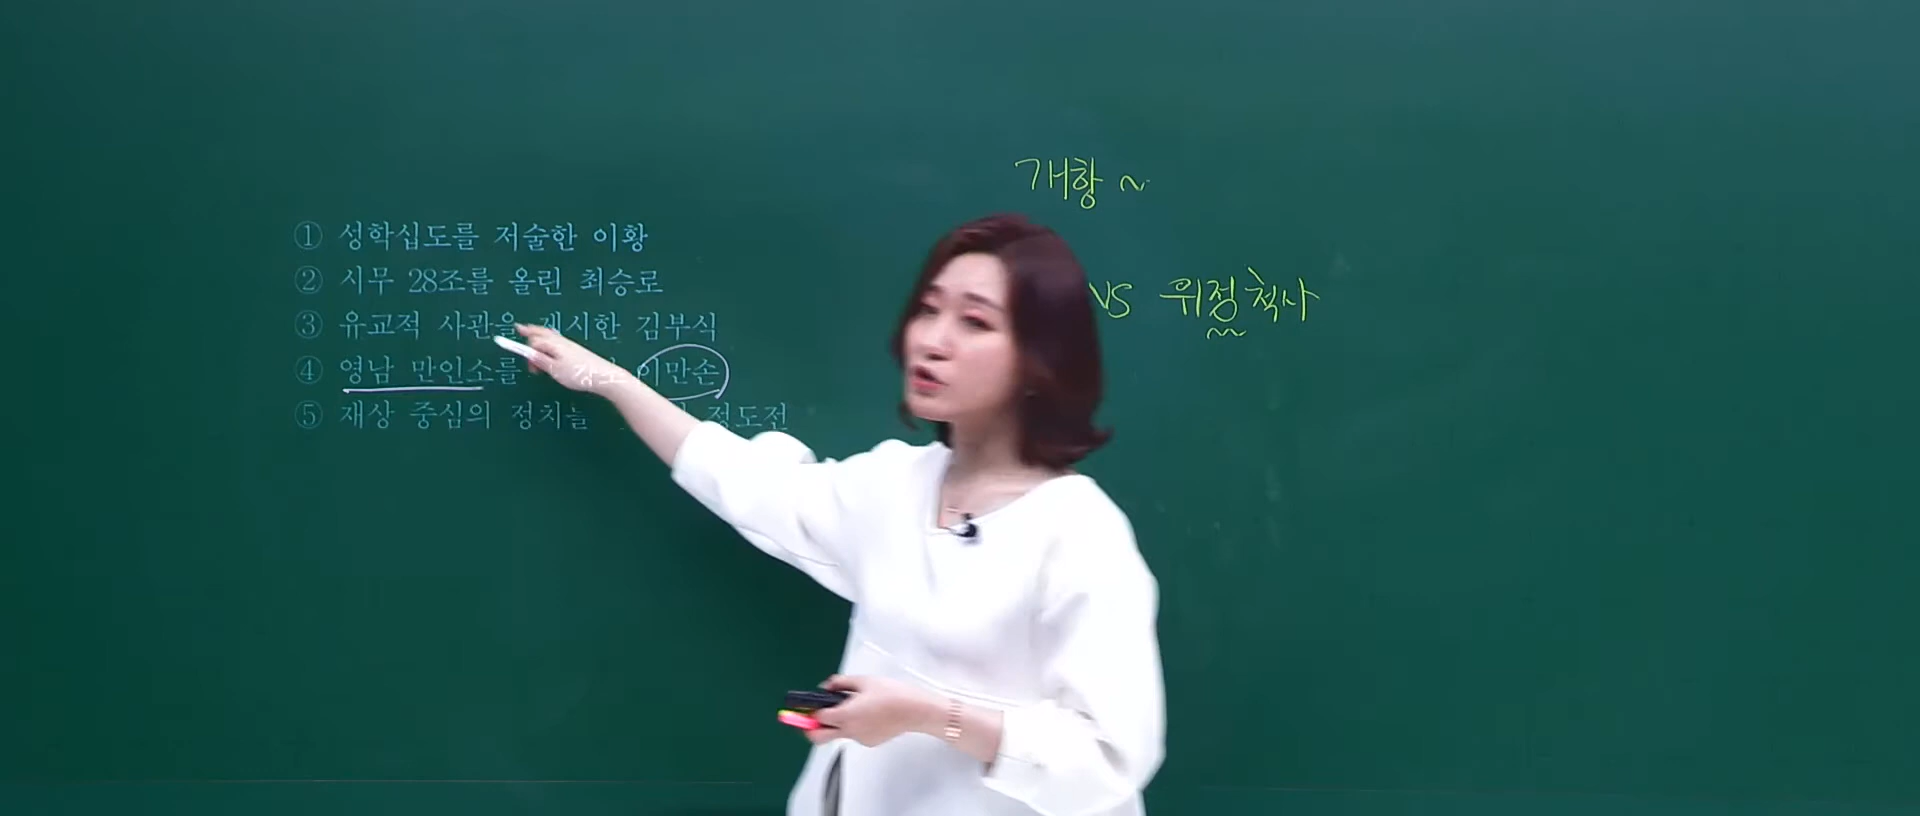 개항 ~
① 성학십도를 저술한 이황
② 시무 28조를 올린 최승로
VS 위정척사
③ 유교적 사관을 제시한 김부식
④ 영남 만인소를 이만손
⑤ 재상 중심의 정치를 정도전